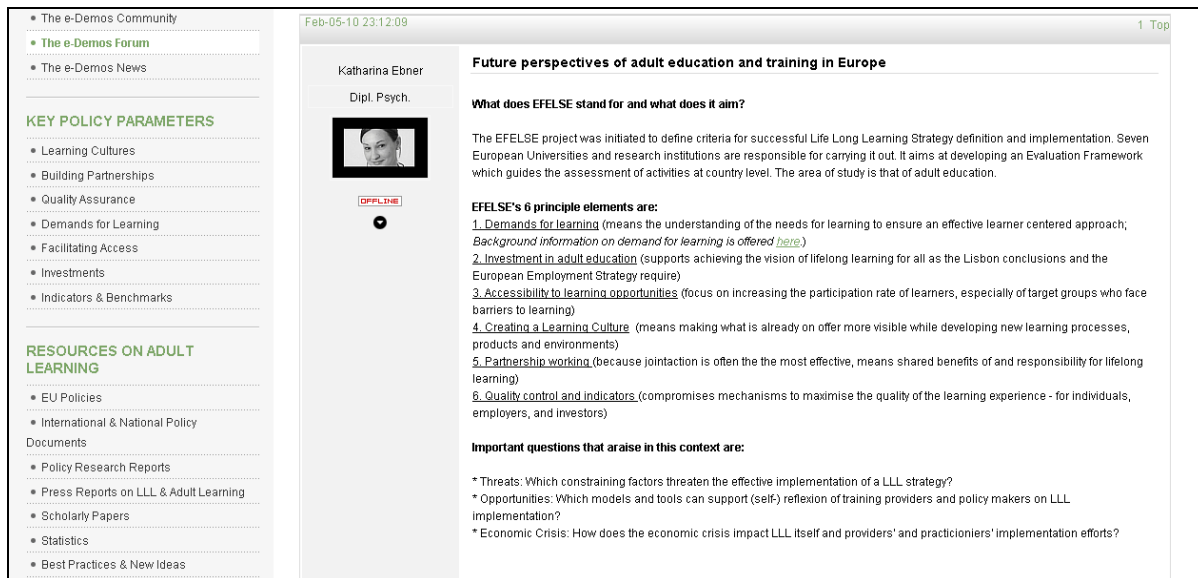 The e-Demos Community
The e-Demos Forum
The e-Demos News
KEY POLICY PARAMETERS
Learning Cultures
Building Partnerships
Quality Assurance
Demands for Learning
Facilitating Access
Investments
Indicators & Benchmarks
RESOURCES ON ADULT
LEARNING
EU Policies
International & National Policy
Documents
Policy Research Reports
Press Reports on LLL & Adult Learning
Scholarly Papers
Statistics
Best Practices & New Ideas
Feb-05-10 23:12:09
1 Top
Katharina Ebner
Dipl. Psych.
OFFLINE
Future perspectives of adult education and training in Europe
What does EFELSE stand for and what does it aim?
The EFELSE project was initiated to define criteria for successful Life Long Learning Strategy definition and implementation. Seven
European Universities and research institutions are responsible for carrying it out. It aims at developing an Evaluation Framework
which guides the assessment of activities at country level. The area of study is that of adult education.
EFELSE's 6 principle elements are:
1. Demands for learning (means the understanding of the needs for learning to ensure an effective learner centered approach;
Background information on demand for learning is offered here.)
2. Investment in adult education (supports achieving the vision of lifelong learning for all as the Lisbon conclusions and the
European Employment Strategy require)
3. Accessibility to learning opportunities (focus on increasing the participation rate of learners, especially of target groups who face
barriers to learning)
4. Creating a Learning Culture (means making what is already on offer more visible while developing new learning processes,
products and environments)
5. Partnership working (because jointaction is often the the most effective, means shared benefits of and responsibility for lifelong
learning)
6. Quality control and indicators (compromises mechanisms to maximise the quality of the learning experience - for individuals,
employers, and investors)
Important questions that araise in this context are:
* Threats: Which constraining factors threaten the effective implementation of a LLL strategy?
* Opportunities: Which models and tools can support (self-) reflexion of training providers and policy makers on LLL
implementation?
* Economic Crisis: How does the economic crisis impact LLL itself and providers' and practicioniers' implementation efforts?